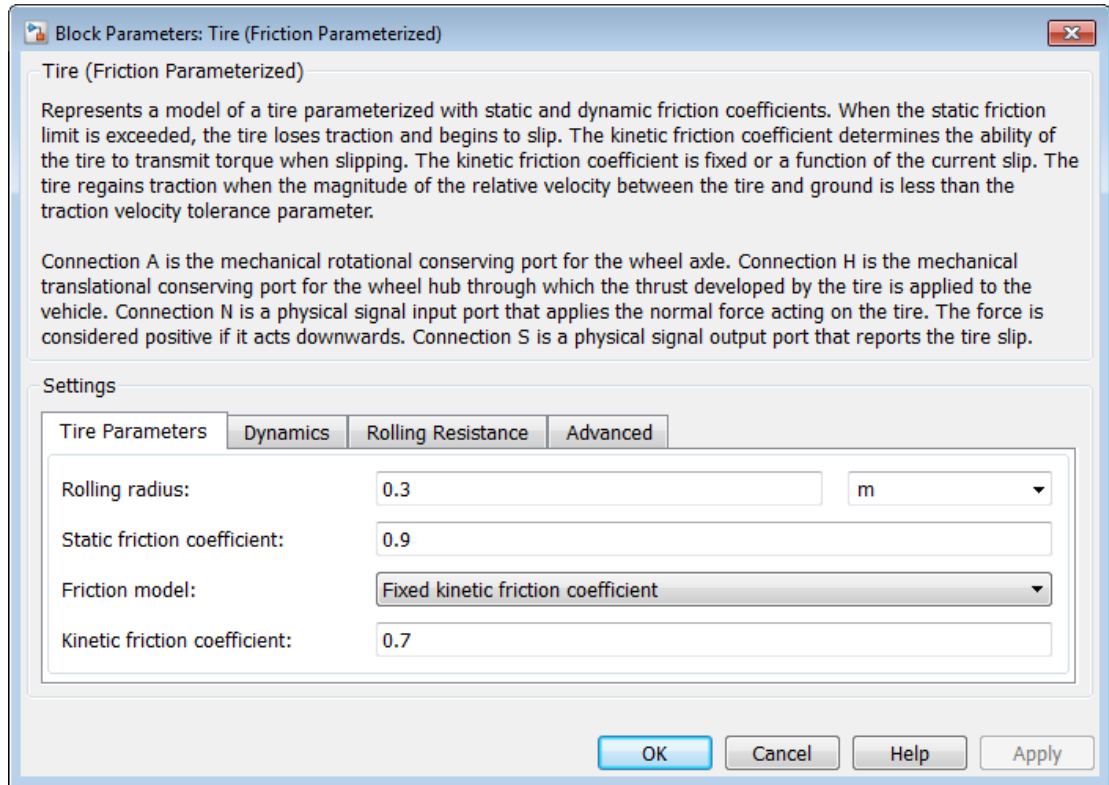 Block Parameters: Tire (Friction Parameterized)
Tire (Friction Parameterized)
Represents a model of a tire parameterized with static and dynamic friction coefficients. When the static friction
limit is exceeded, the tire loses traction and begins to slip. The kinetic friction coefficient determines the ability of
the tire to transmit torque when slipping. The kinetic friction coefficient is fixed or a function of the current slip. The
tire regains traction when the magnitude of the relative velocity between the tire and ground is less than the
traction velocity tolerance parameter.
Connection A is the mechanical rotational conserving port for the wheel axle. Connection H is the mechanical
translational conserving port for the wheel hub through which the thrust developed by the tire is applied to the
vehicle. Connection N is a physical signal input port that applies the normal force acting on the tire. The force is
considered positive if it acts downwards. Connection S is a physical signal output port that reports the tire slip.
Settings
Tire Parameters Dynamics Rolling Resistance Advanced
Rolling radius: 0.3 m
Static friction coefficient: 0.9
Friction model: Fixed kinetic friction coefficient
Kinetic friction coefficient: 0.7
OK Cancel Help Apply